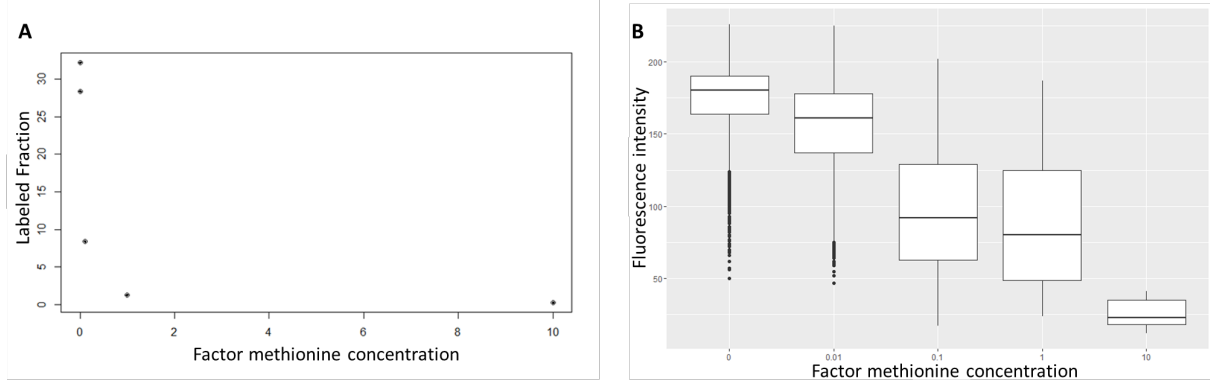 A
Labeled Fraction
30
25
20
15
10
5
0
0 2 4 6 8 10
Factor methionine concentration
B
Fluorescence intensity
200
150
100
50
0 0.01 0.1 1 10
Factor methionine concentration